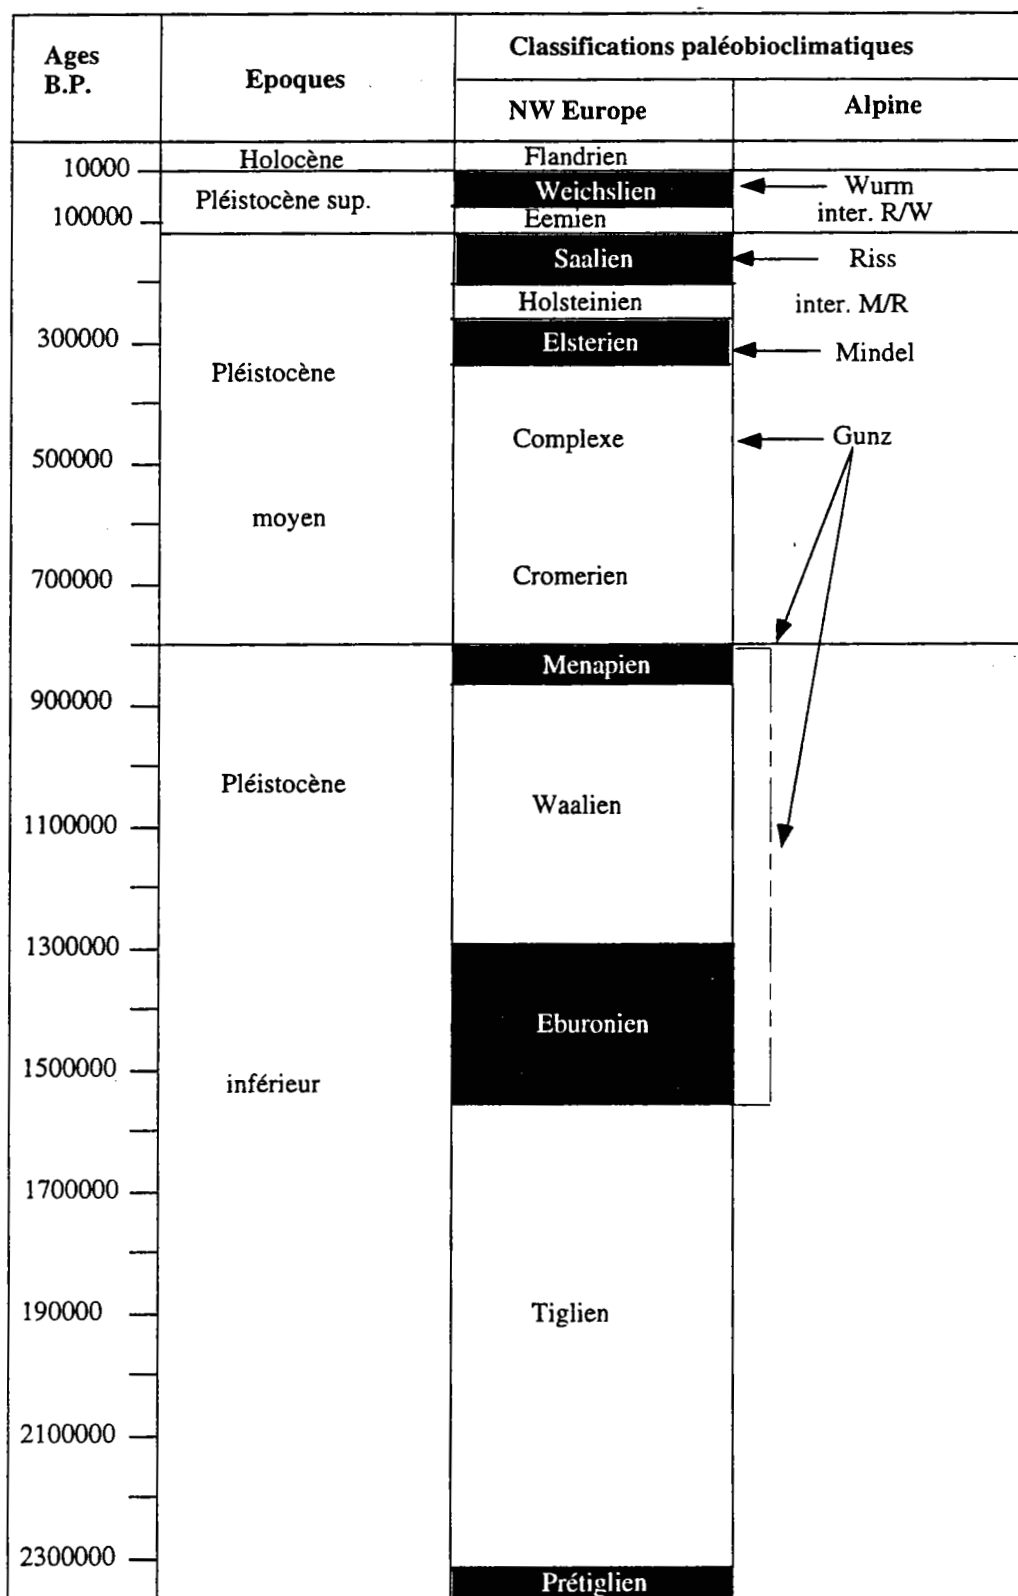 Ages B.P.
Epoques
Classifications paléobioclimatiques
NW Europe
Alpine
Holocène
Flandrien
10000
Weichslien
Wurm
Pléistocène sup.
inter. R/W
100000
Eemien
Saalien
Riss
Holsteinien
inter. M/R
300000
Elsterien
Mindel
Pléistocène
Complexe
Gunz
500000
moyen
700000
Cromerien
Menapien
900000
Pléistocène
Waalien
1100000
1300000
Eburonien
1500000
inférieur
1700000
190000
Tiglien
2100000
2300000
Prétiglien